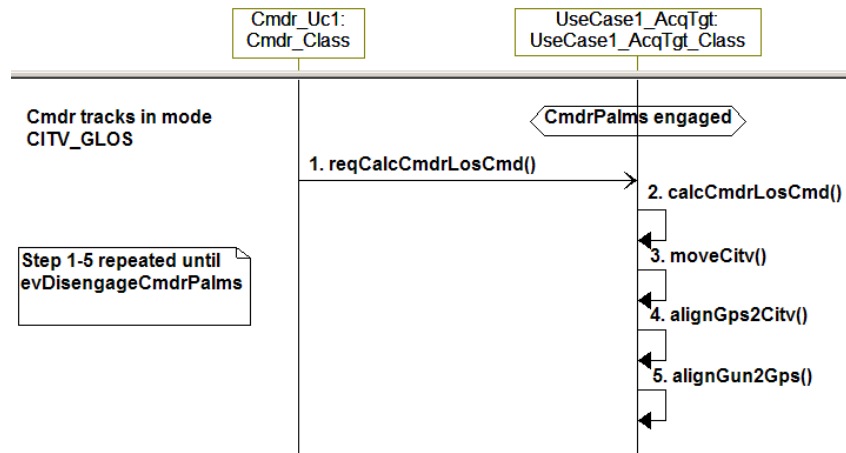 Cmdr_Uc1:
Cmdr_Class
UseCase1_AcqTgt:
UseCase1_AcqTgt_Class
Cmdr tracks in mode
CITV_GLOS
CmdrPalms engaged
1. reqCalcCmdrLosCmd()
2. calcCmdrLosCmd()
Step 1-5 repeated until
evDisengageCmdrPalms
3. moveCitv()
4. alignGps2Citv()
5. alignGun2Gps()